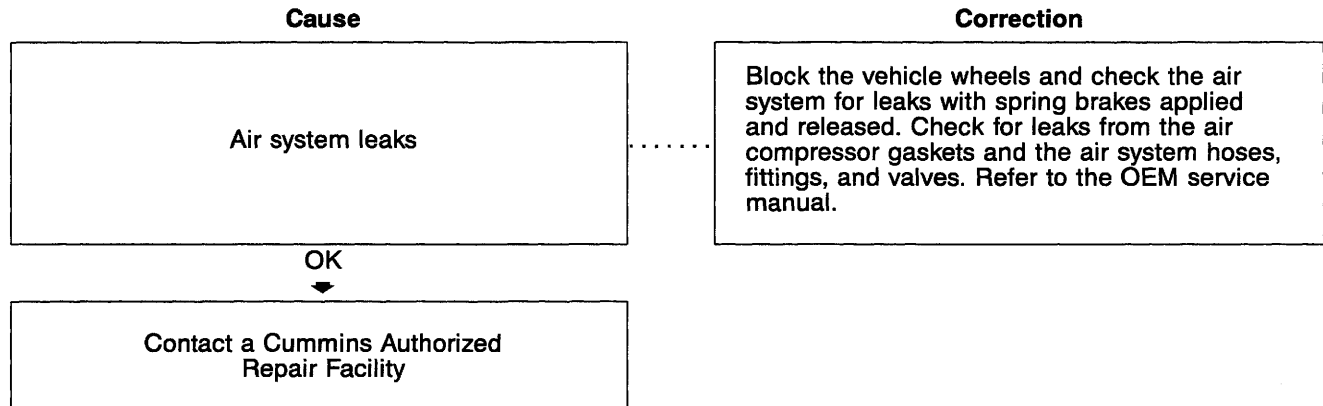 Cause
Correction
Air system leaks
Block the vehicle wheels and check the air
system for leaks with spring brakes applied
and released. Check for leaks from the air
compressor gaskets and the air system hoses,
fittings, and valves. Refer to the OEM service
manual.
OK
Contact a Cummins Authorized
Repair Facility